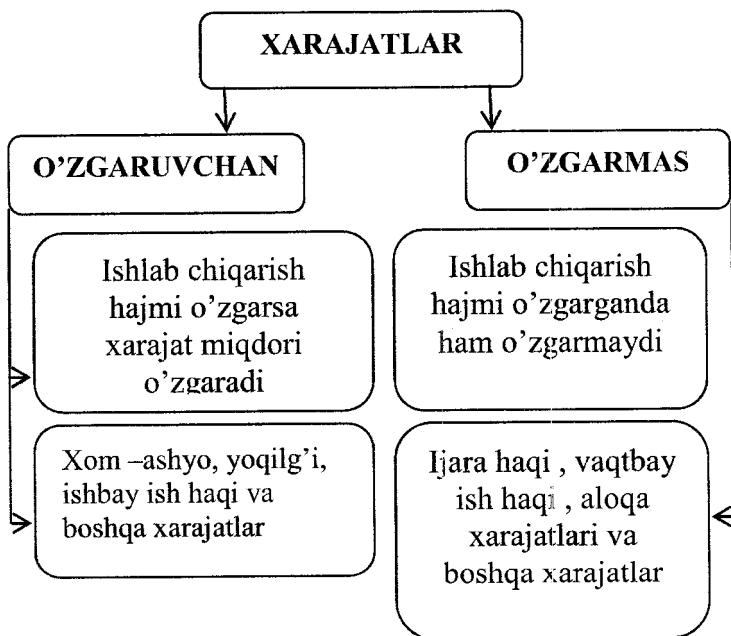 XARAJATLAR
O’ZGARUVCHAN
O’ZGARMAS
Ishlab chiqarish
hajmi o’zgarsa
xarajat miqdori
o’zgaradi
Ishlab chiqarish
hajmi o’zgarganda
ham o’zgarmaydi
Xom –ashyo, yoqilg’i,
ishbay ish haqi va
boshqa xarajatlar
Ijara haqi , vaqtbay
ish haqi , aloqa
xarajatlari va
boshqa xarajatlar